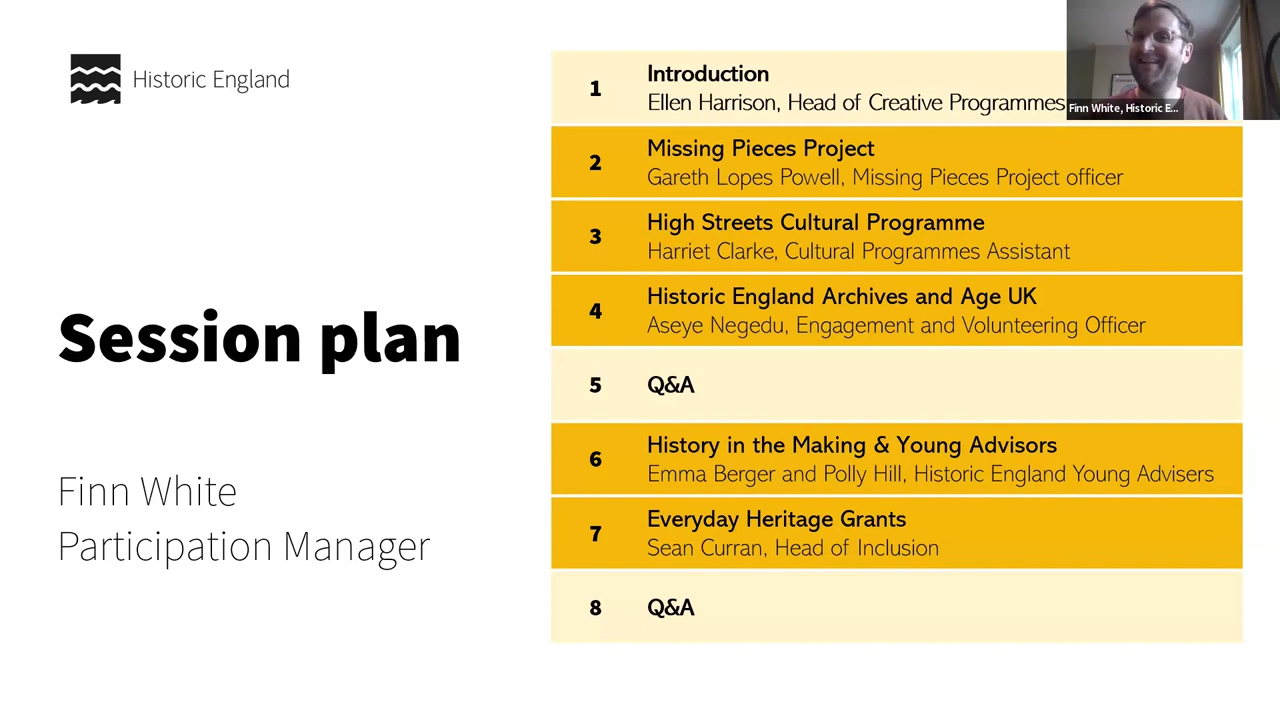 Historic England
Session plan
Finn White
Participation Manager
1
Introduction
Ellen Harrison, Head of Creative Programmes
2
Missing Pieces Project
Gareth Lopes Powell, Missing Pieces Project officer
3
High Streets Cultural Programme
Harriet Clarke, Cultural Programmes Assistant
4
Historic England Archives and Age UK
Aseye Negedu, Engagement and Volunteering Officer
5
Q&A
6
History in the Making & Young Advisors
Emma Berger and Polly Hill, Historic England Young Advisers
7
Everyday Heritage Grants
Sean Curran, Head of Inclusion
8
Q&A
Finn White, Historic E...